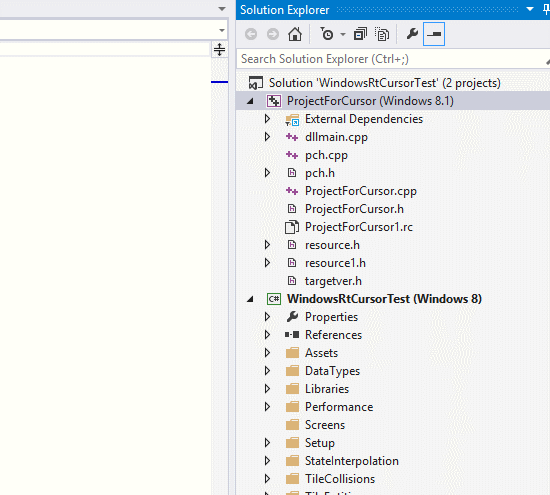 Solution Explorer
Search Solution Explorer (Ctrl+;)
Solution 'WindowsRtCursorTest' (2 projects)
ProjectForCursor (Windows 8.1)
External Dependencies
dllmain.cpp
pch.cpp
pch.h
ProjectForCursor.cpp
ProjectForCursor.h
ProjectForCursor1.rc
resource.h
resource1.h
targetver.h
C# WindowsRtCursorTest (Windows 8)
Properties
References
Assets
DataTypes
Libraries
Performance
Screens
Setup
StateInterpolation
TileCollisions